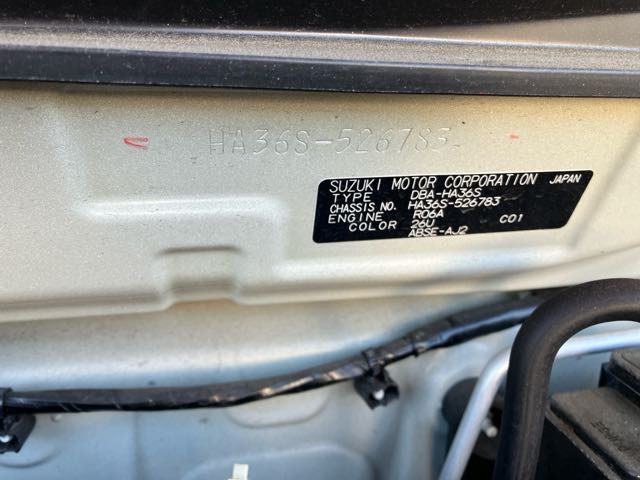 HA36S-526783
SUZUKI MOTOR CORPORATION JAPAN
TYPE DBA-HA36S
CHASSIS NO. HA36S-526783
ENGINE R06A
COLOR 26U C01
ABSE-AJ2